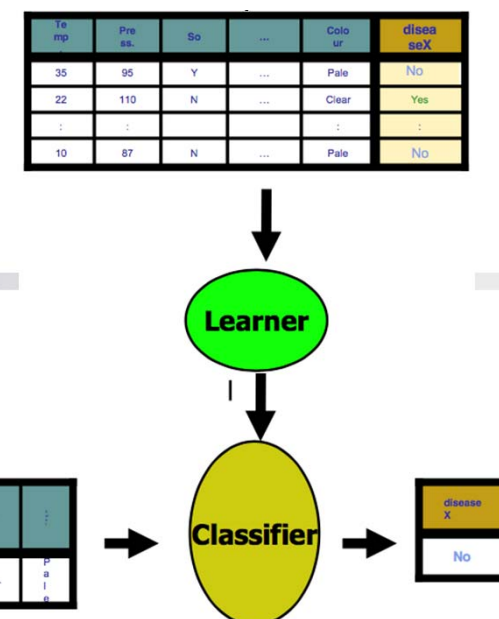 Te
mp
.
Pre
ss.
So
...
Colo
ur
disea
seX
35 95 Y ... Pale No
22 110 N ... Clear Yes
: : : :
10 87 N ... Pale No
Learner
Classifier
P
a
l
e
disease
X
No